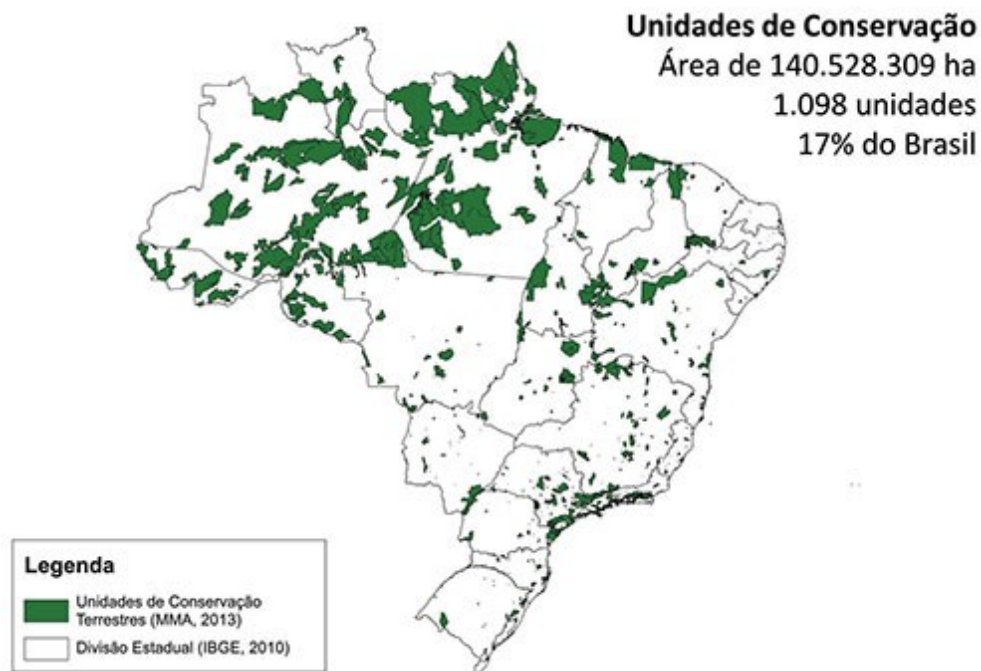 Unidades de Conservação
Área de 140.528.309 ha
1.098 unidades
17% do Brasil
Legenda
Unidades de Conservação
Terrestres (MMA, 2013)
Divisão Estadual (IBGE, 2010)